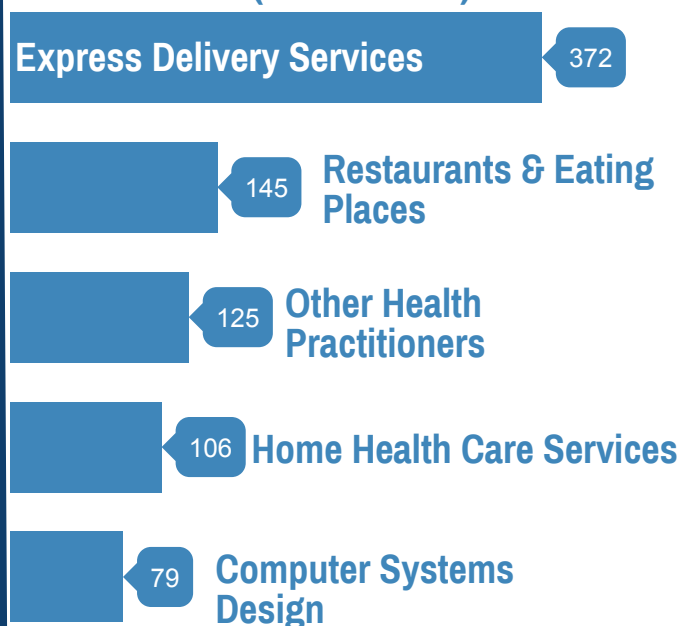 Express Delivery Services
372
145
Restaurants & Eating
Places
125
Other Health
Practitioners
106
Home Health Care Services
79
Computer Systems
Design